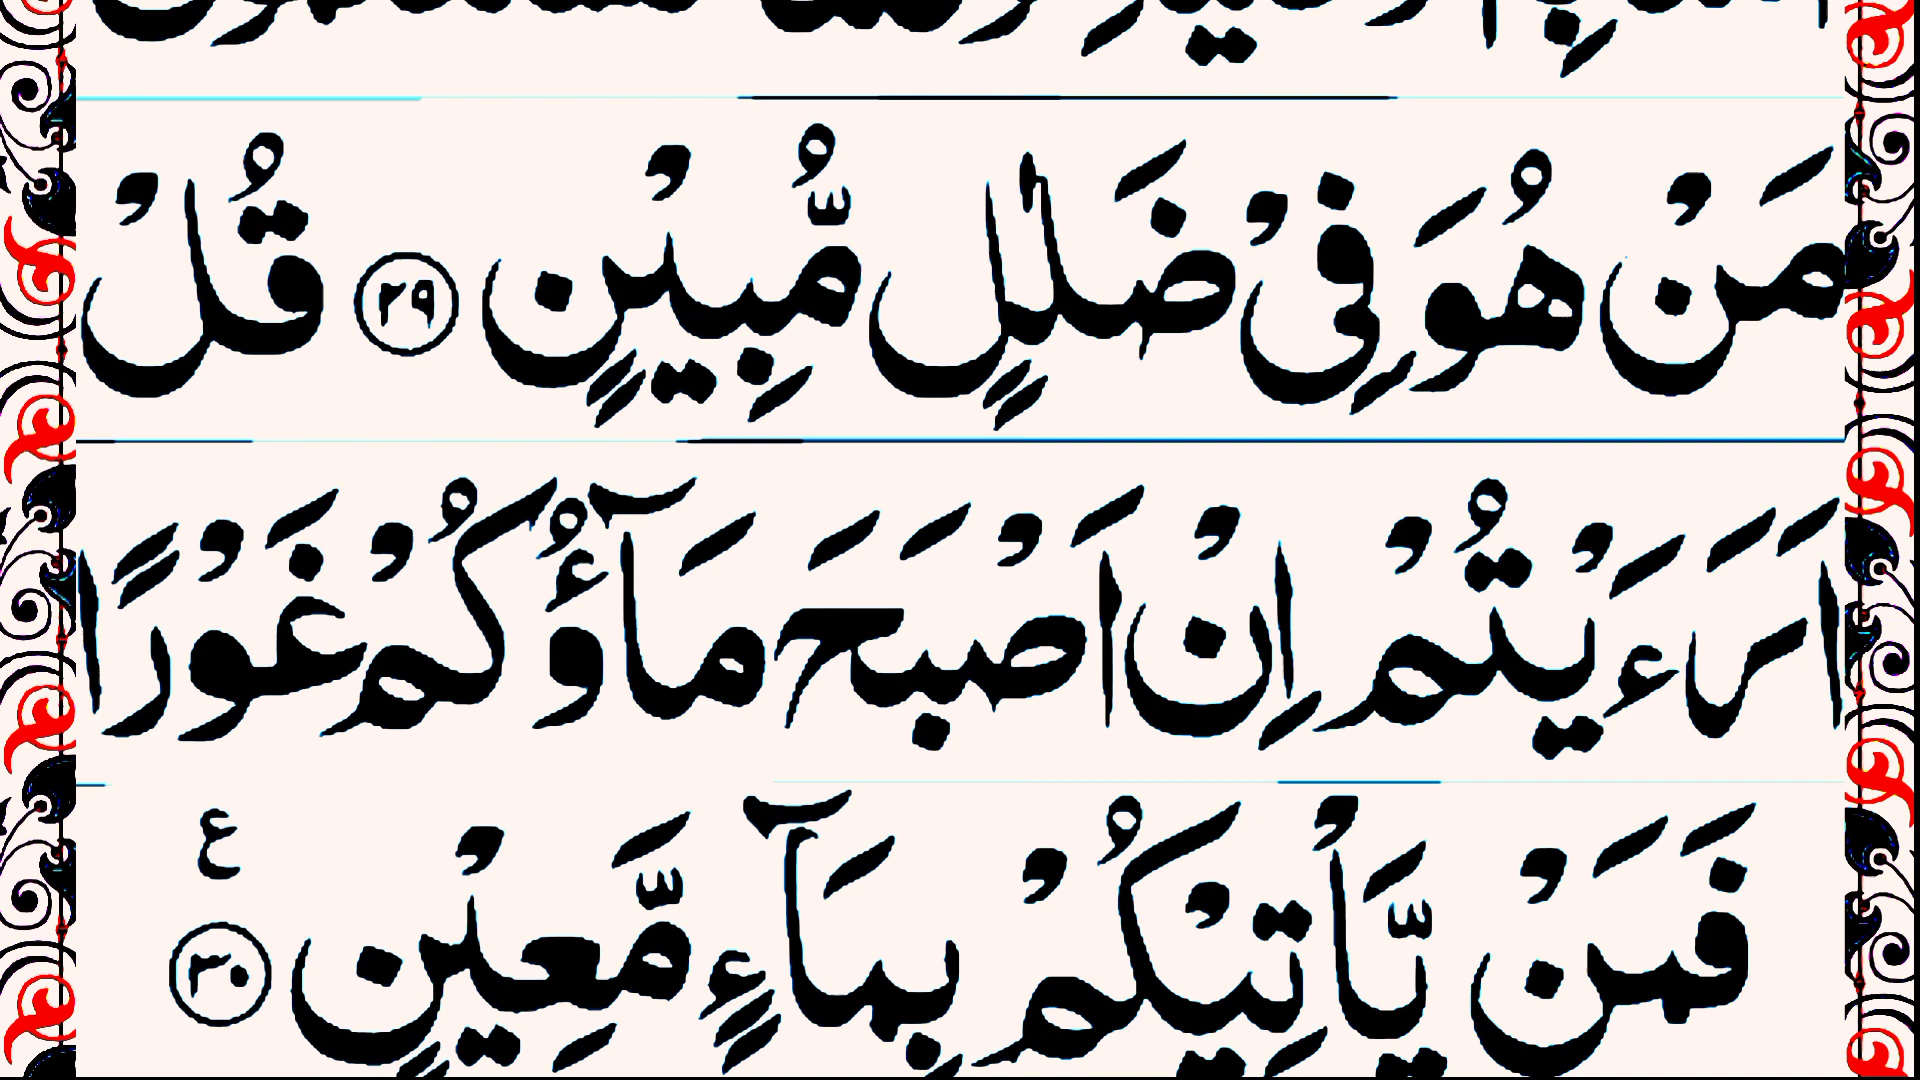 مَنْ هُوَ فِیْ ضَلٰلٍ مُّبِیْنٍ ﴿۲۹﴾ قُلْ
اَرَءَیْتُمْ اِنْ اَصْبَحَ مَآؤُكُمْ غَوْرًا
فَمَنْ یَّاْتِیْكُمْ بِمَآءٍ مَّعِیْنٍ ﴿۳۰﴾ ع